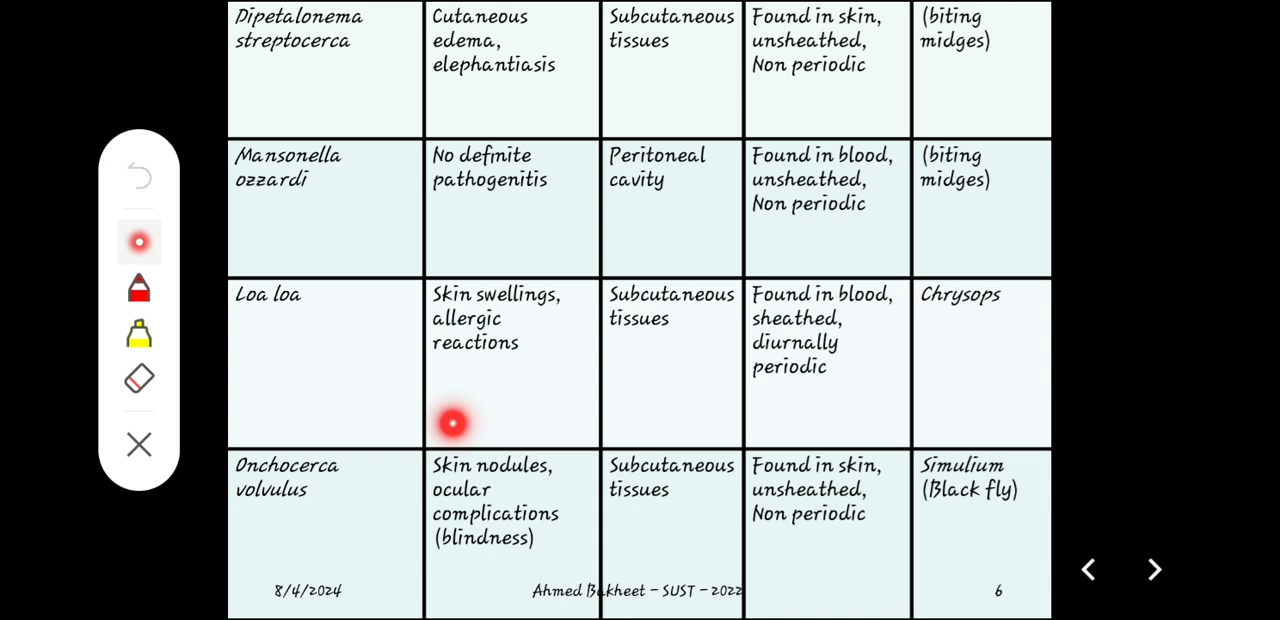 Dipetalonema
streptocerca
Cutaneous
edema,
elephantiasis
Subcutaneous
tissues
Found in skin,
unsheathed,
Non periodic
(biting
midges)
Mansonella
ozzardi
No definite
pathogenitis
Peritoneal
cavity
Found in blood,
unsheathed,
Non periodic
(biting
midges)
Loa loa
Skin swellings,
allergic
reactions
Subcutaneous
tissues
Found in blood,
sheathed,
diurnally
periodic
Chrysops
Onchocerca
volvulus
Skin nodules,
ocular
complications
(blindness)
Subcutaneous
tissues
Found in skin,
unsheathed,
Non periodic
Simulium
(Black fly)
8/4/2024
Ahmed Bakheet - SUST - 2022
6